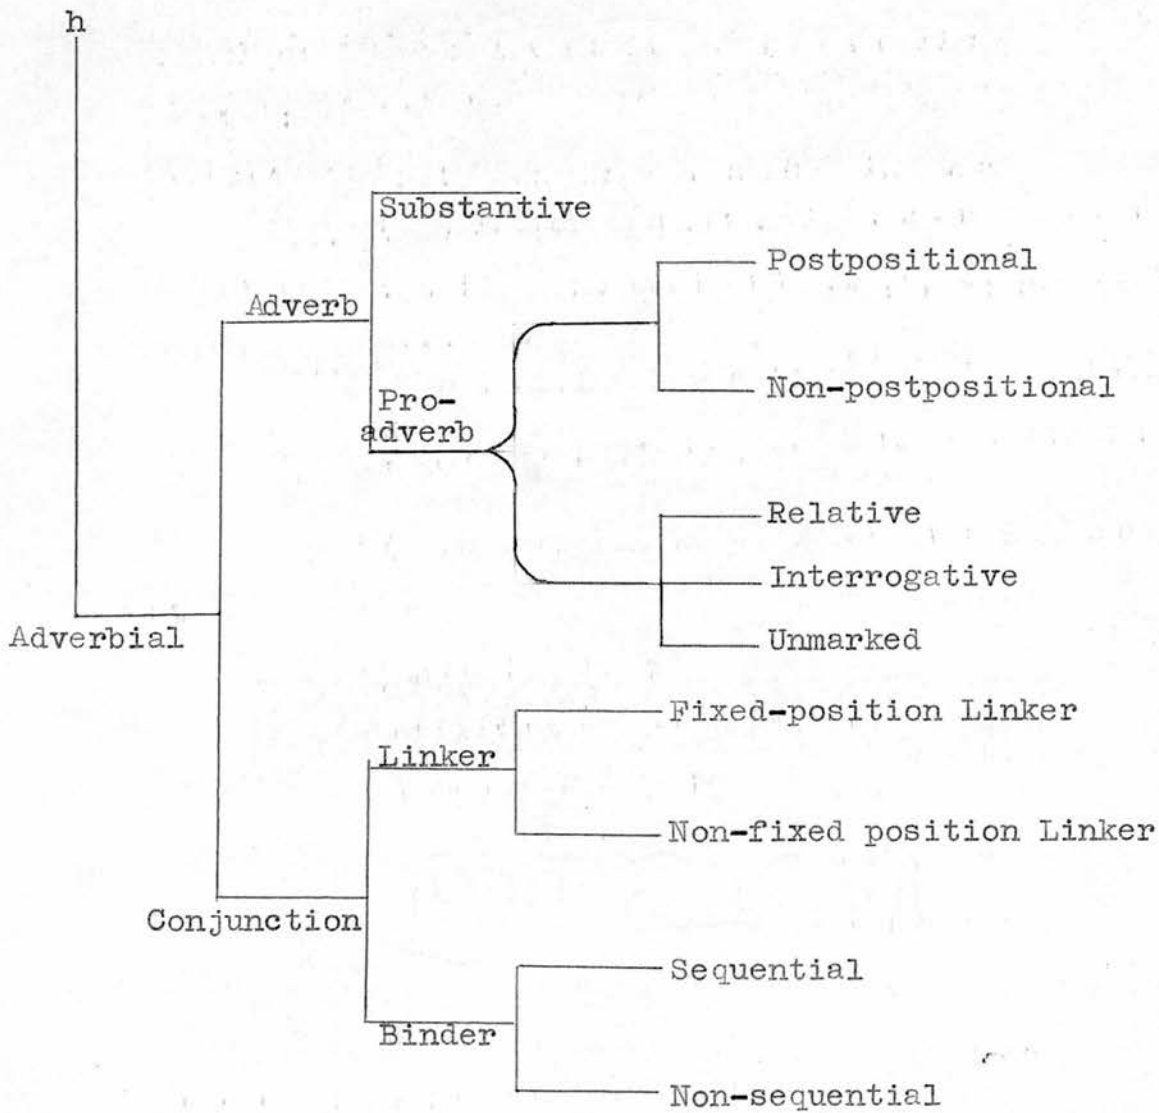 h
Substantive
Postpositional
Adverb
Non-postpositional
Pro-
adverb
Relative
Interrogative
Adverbial
Unmarked
Fixed-position Linker
Linker
Non-fixed position Linker
Conjunction
Sequential
Binder
Non-sequential